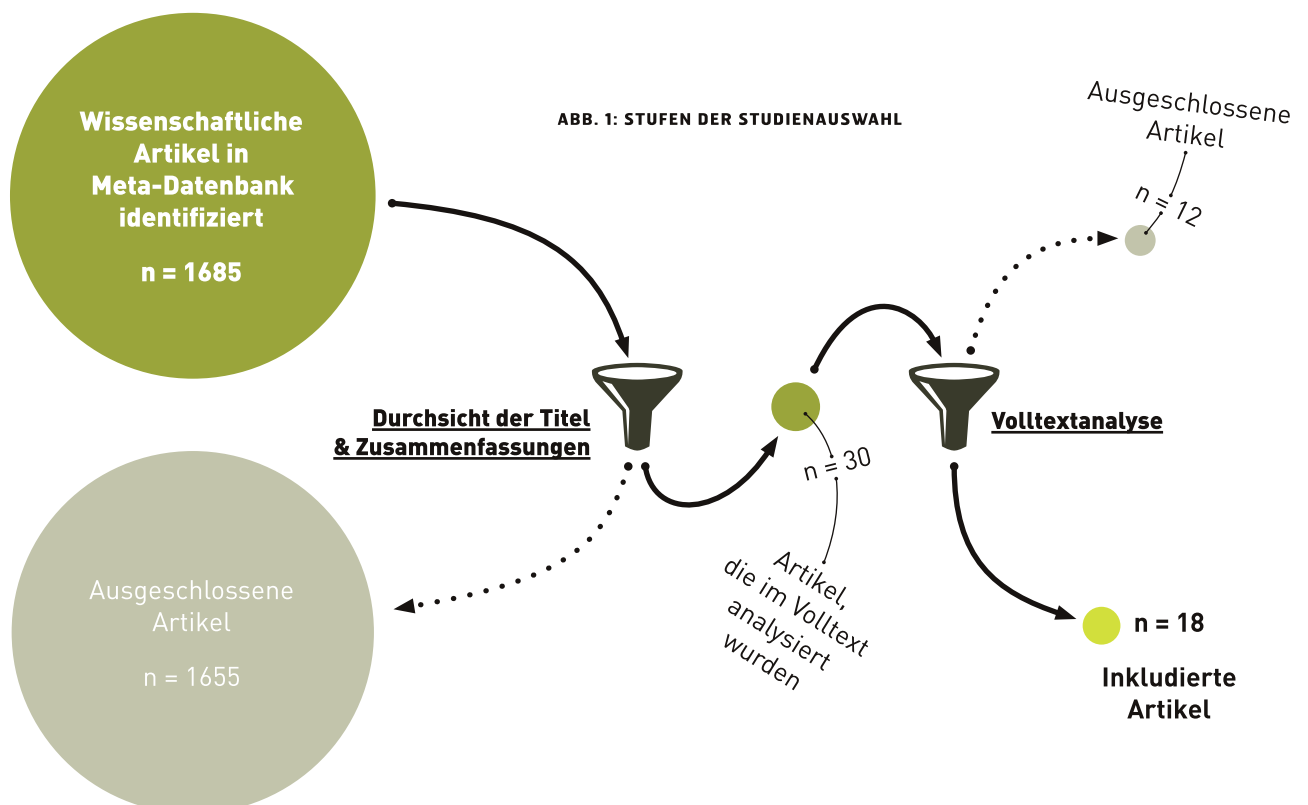 ABB. 1: STUFEN DER STUDIENAUSWAHL
Wissenschaftliche
Artikel in
Meta-Datenbank
identifiziert
n = 1685
Durchsicht der Titel
& Zusammenfassungen
Ausgeschlossene
Artikel
n = 1655
n = 30
Artikel,
die im Volltext
analysiert
wurden
Volltextanalyse
Ausgeschlossene
Artikel
n = 12
n = 18
Inkludierte
Artikel